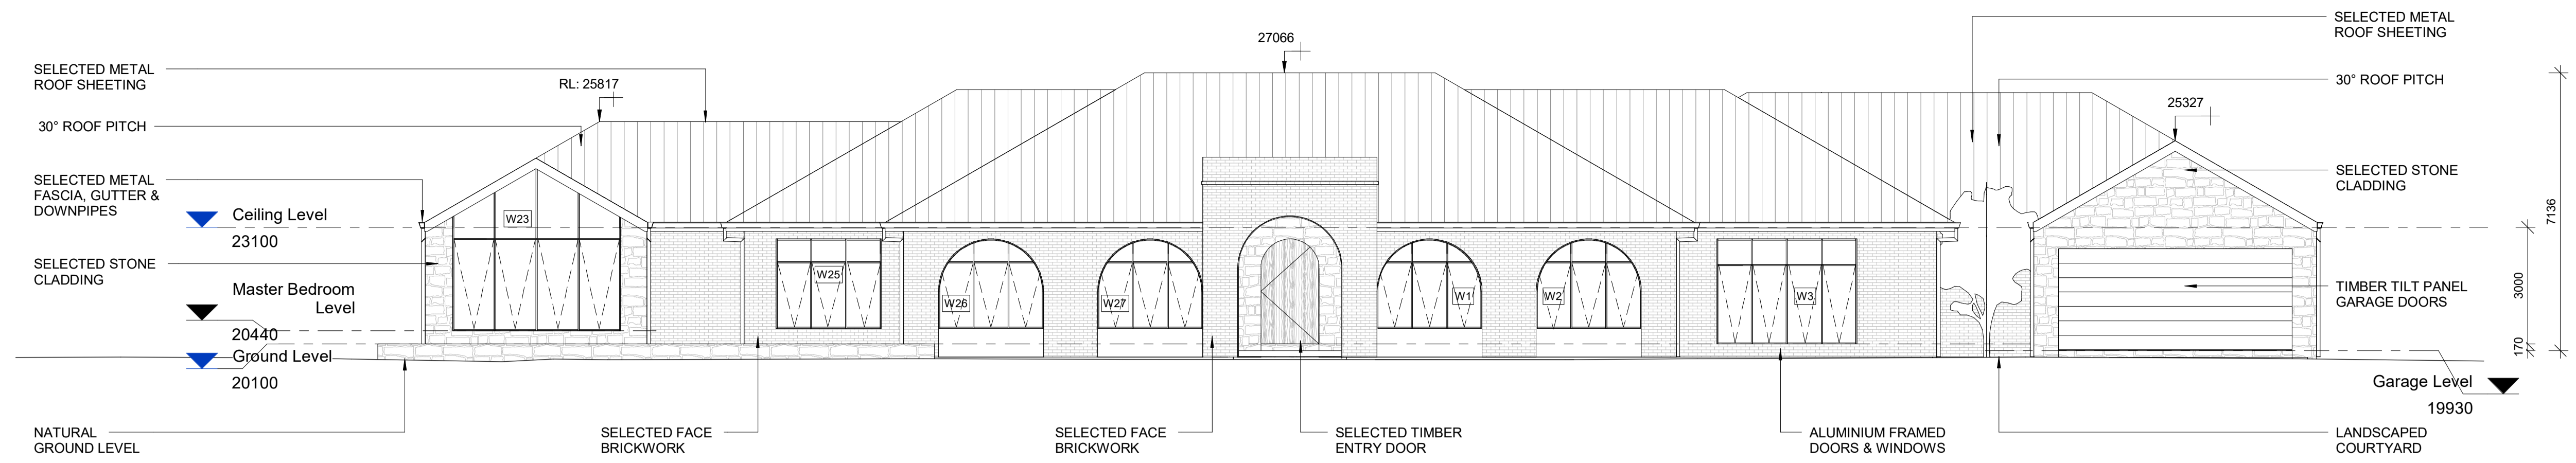 SELECTED METAL
ROOF SHEETING
27066
SELECTED METAL
ROOF SHEETING
RL: 25817
30° ROOF PITCH
30° ROOF PITCH
25327
SELECTED METAL
FASCIA, GUTTER &
DOWNPIPES
SELECTED STONE
CLADDING
Ceiling Level
23100
W23
7136
SELECTED STONE
CLADDING
W25
Master Bedroom
Level
20440
W26
W27
W1
W2
W3
TIMBER TILT PANEL
GARAGE DOORS
3000
170
Ground Level
20100
Garage Level
19930
NATURAL
GROUND LEVEL
SELECTED FACE
BRICKWORK
SELECTED FACE
BRICKWORK
SELECTED TIMBER
ENTRY DOOR
ALUMINIUM FRAMED
DOORS & WINDOWS
LANDSCAPED
COURTYARD